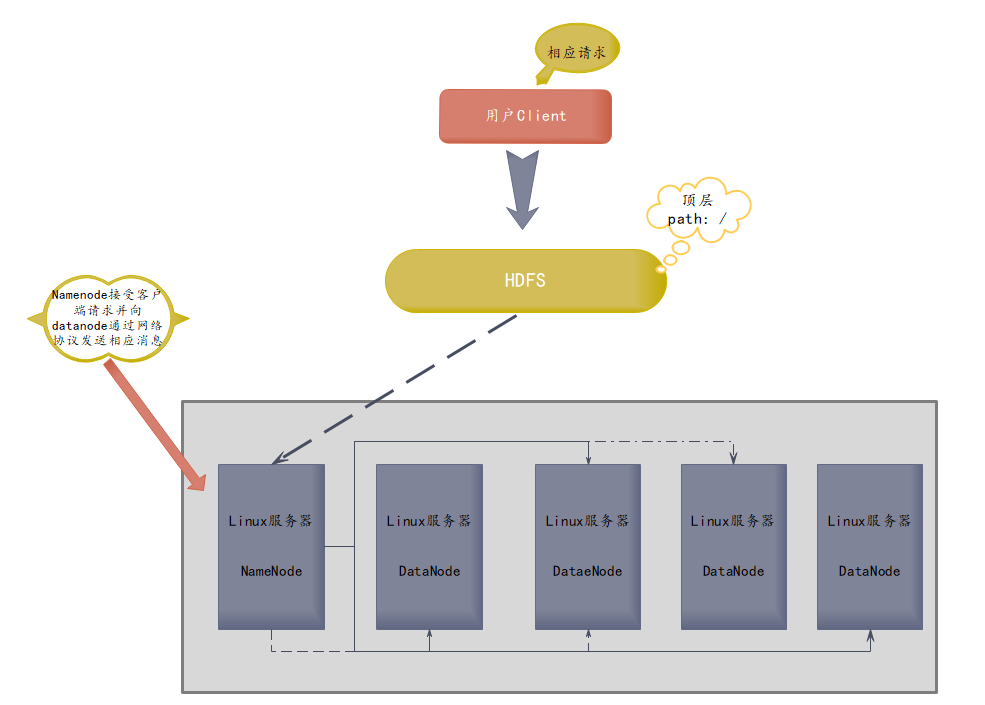 相应请求
用户Client
顶层
path: /
HDFS
Namenode接受客户
端请求并向
datanode通过网络
协议发送相应消息
Linux服务器
NameNode
Linux服务器
DataNode
Linux服务器
DataeNode
Linux服务器
DataNode
Linux服务器
DataNode